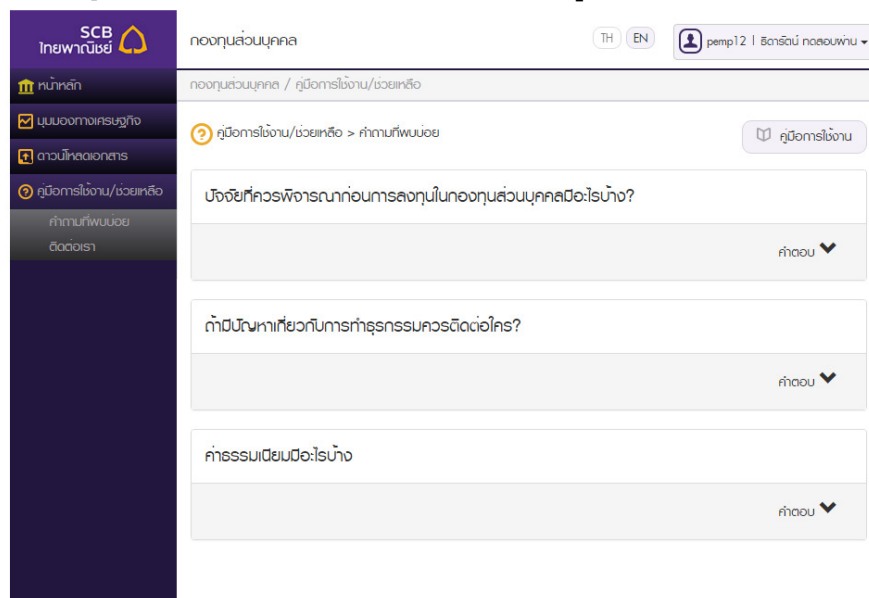 SCB
ไทยพาณิชย์
กองทุนส่วนบุคคล
TH EN
pemp12 | ธิดารัตน์ ทดสอบพ่าน
หน้าหลัก
มุมมองทางเศรษฐกิจ
ดาวน์โหลดเอกสาร
คู่มือการใช้งาน/ช่วยเหลือ
คำถามที่พบบ่อย
ติดต่อเรา
กองทุนส่วนบุคคล / คู่มือการใช้งาน/ช่วยเหลือ
คู่มือการใช้งาน/ช่วยเหลือ > คำถามที่พบบ่อย
คู่มือการใช้งาน
ปัจจัยที่ควรพิจารณาก่อนการลงทุนในกองทุนส่วนบุคคลมีอะไรบ้าง?
คำตอบ
ถ้ามีปัญหาเกี่ยวกับการทำธุรกรรมควรติดต่อใคร?
คำตอบ
ค่าธรรมเนียมมีอะไรบ้าง
คำตอบ